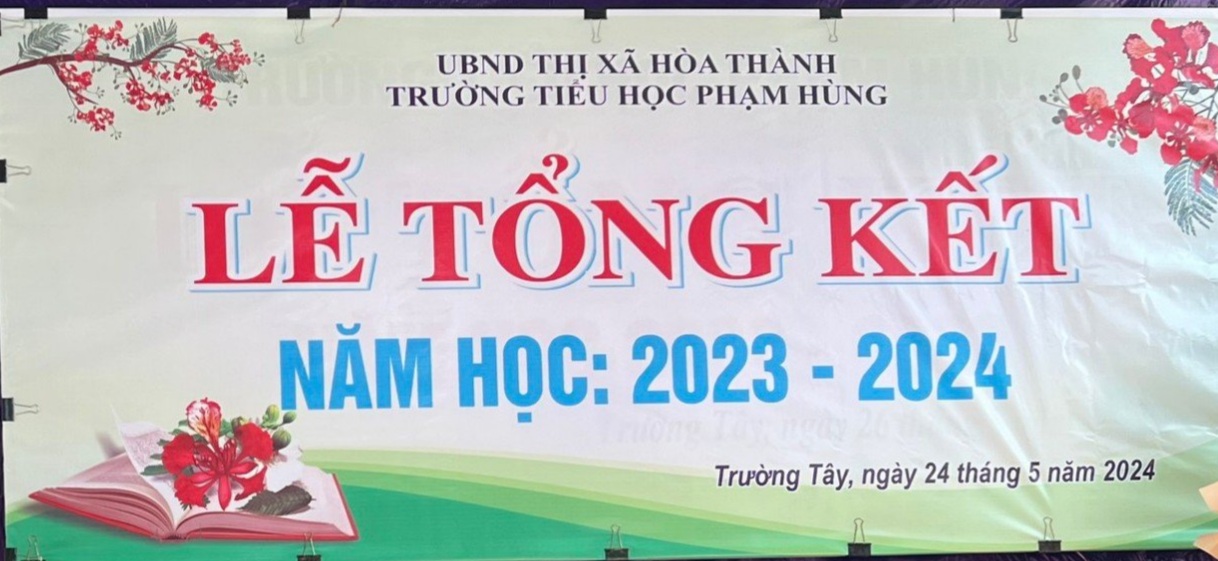 UBND THỊ XÃ HÒA THÀNH
TRƯỜNG TIỂU HỌC PHẠM HÙNG
LỄ TỔNG KẾT
NĂM HỌC: 2023 - 2024
Trường Tây, ngày 24 tháng 5 năm 2024